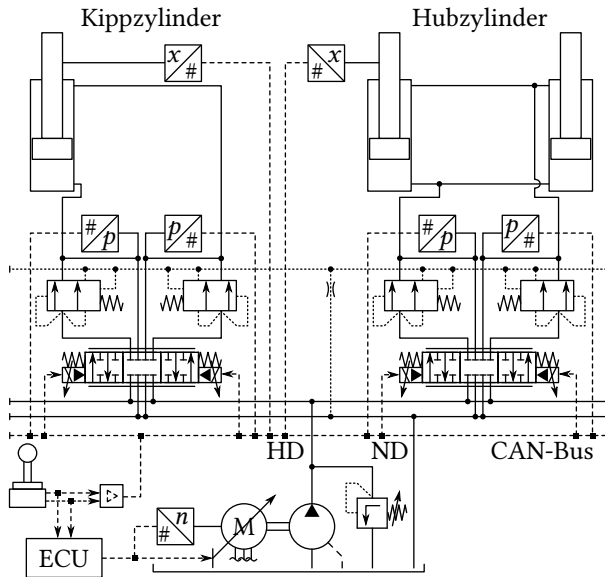 Kippzylinder Hubzylinder
x # # x
# p p # # p p #
HD ND CAN-Bus
n # M
ECU